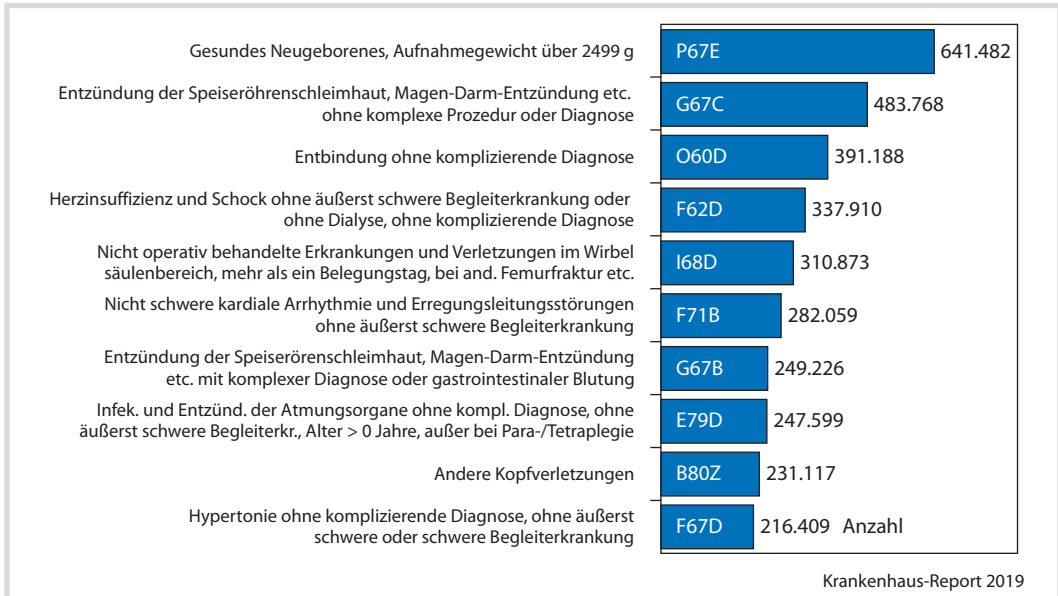 Gesundes Neugeborenes, Aufnahmegewicht über 2499 g
P67E
641.482
Entzündung der Speiseröhrenschleimhaut, Magen-Darm-Entzündung etc.
ohne komplexe Prozedur oder Diagnose
G67C
483.768
Entbindung ohne komplizierende Diagnose
O60D
391.188
Herzinsuffizienz und Schock ohne äußerst schwere Begleiterkrankung oder
ohne Dialyse, ohne komplizierende Diagnose
F62D
337.910
Nicht operativ behandelte Erkrankungen und Verletzungen im Wirbel
säulenbereich, mehr als ein Belegungstag, bei and. Femurfraktur etc.
I68D
310.873
Nicht schwere kardiale Arrhythmie und Erregungsleitungsstörungen
ohne äußerst schwere Begleiterkrankung
F71B
282.059
Entzündung der Speiserörenschleimhaut, Magen-Darm-Entzündung
etc. mit komplexer Diagnose oder gastrointestinaler Blutung
G67B
249.226
Infek. und Entzünd. der Atmungsorgane ohne kompl. Diagnose, ohne
äußerst schwere Begleiterkr., Alter > 0 Jahre, außer bei Para-/Tetraplegie
E79D
247.599
Andere Kopfverletzungen
B80Z
231.117
Hypertonie ohne komplizierende Diagnose, ohne äußerst
schwere oder schwere Begleiterkrankung
F67D
216.409 Anzahl
Krankenhaus-Report 2019